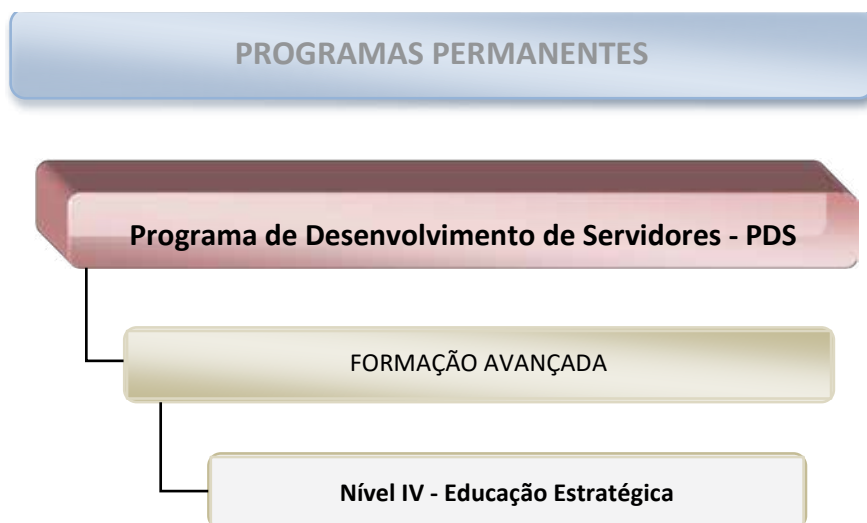 PROGRAMAS PERMANENTES
Programa de Desenvolvimento de Servidores - PDS
FORMAÇÃO AVANÇADA
Nível IV - Educação Estratégica